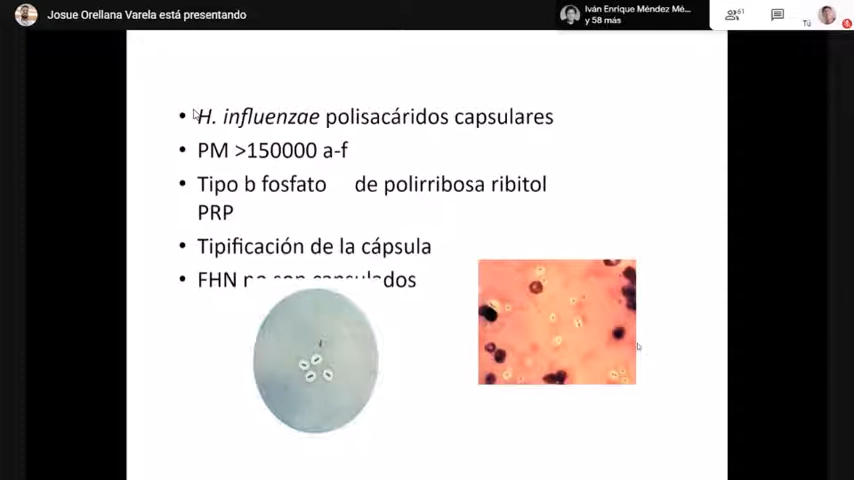 Josue Orellana Varela está presentando
Iván Enrique Méndez Mé...
y 58 más
61
Tú
• H. influenzae polisacáridos capsulares
• PM >150000 a-f
• Tipo b fosfato de polirribosa ribitol
PRP
• Tipificación de la cápsula
• FHN no son capsulados